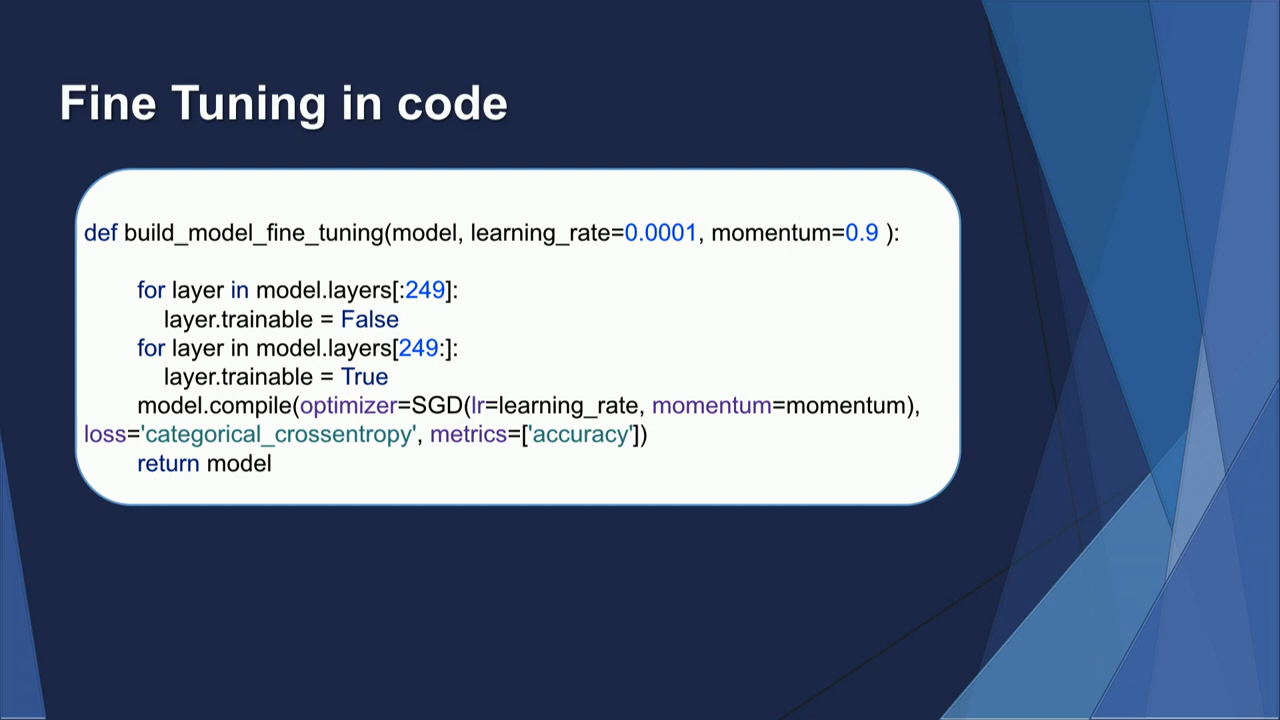 Fine Tuning in code
def build_model_fine_tuning(model, learning_rate=0.0001, momentum=0.9 ):
for layer in model.layers[:249]:
layer.trainable = False
for layer in model.layers[249:]:
layer.trainable = True
model.compile(optimizer=SGD(lr=learning_rate, momentum=momentum),
loss='categorical_crossentropy', metrics=['accuracy'])
return model